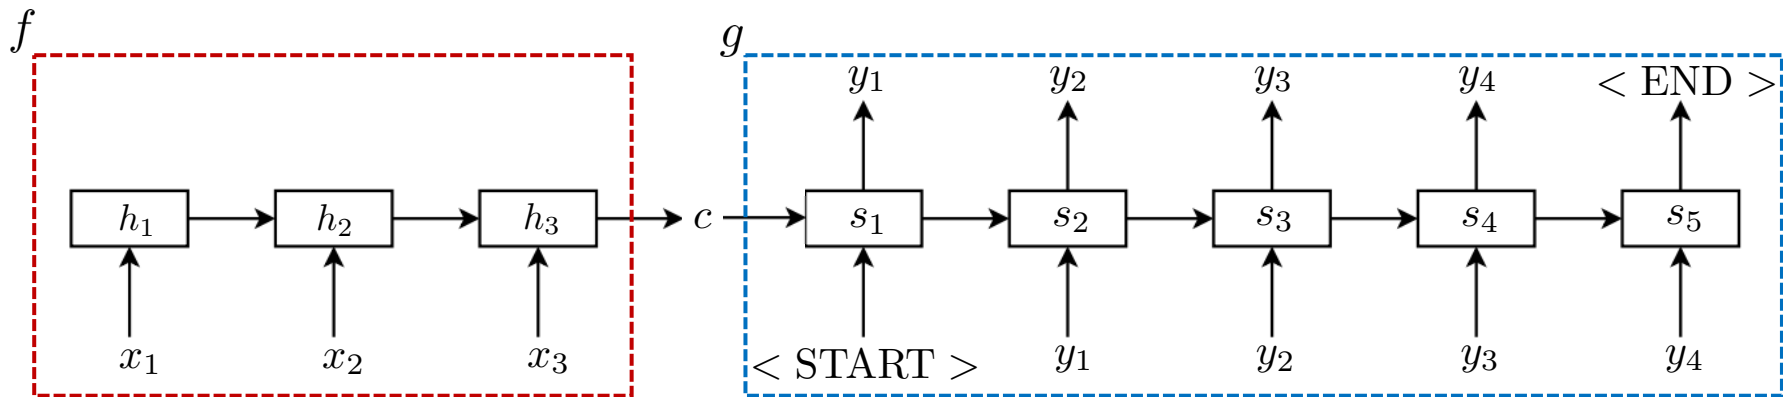 f g
y₁ y₂ y₃ y₄ < END >
h₁ h₂ h₃ c s₁ s₂ s₃ s₄ s₅
x₁ x₂ x₃ < START > y₁ y₂ y₃ y₄